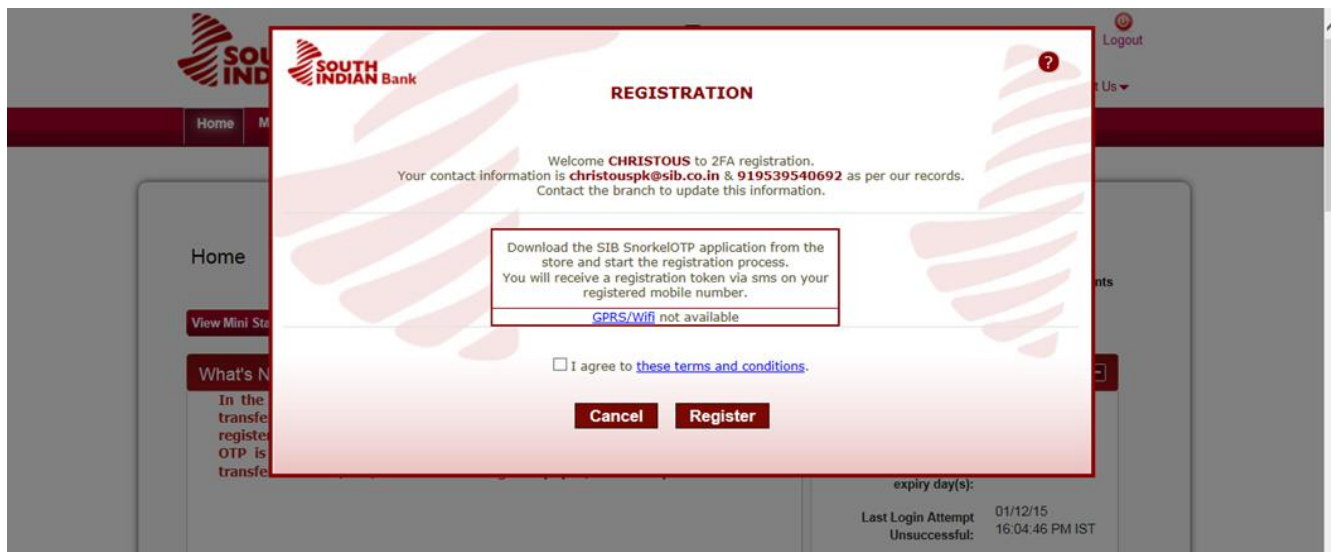 Logout
SOUTH
INDIAN Bank
?
REGISTRATION
t Us
Home M
Welcome CHRISTOUS to 2FA registration.
Your contact information is christouspk@sib.co.in & 919539540692 as per our records.
Contact the branch to update this information.
Home
Download the SIB SnorkelOTP application from the
store and start the registration process.
You will receive a registration token via sms on your
registered mobile number.
GPRS/Wifi not available
nts
View Mini Sta
I agree to these terms and conditions.
What's N
In the
transfe
register
OTP is
transfe
Cancel Register
expiry day(s):
Last Login Attempt
Unsuccessful:
01/12/15
16:04:46 PM IST